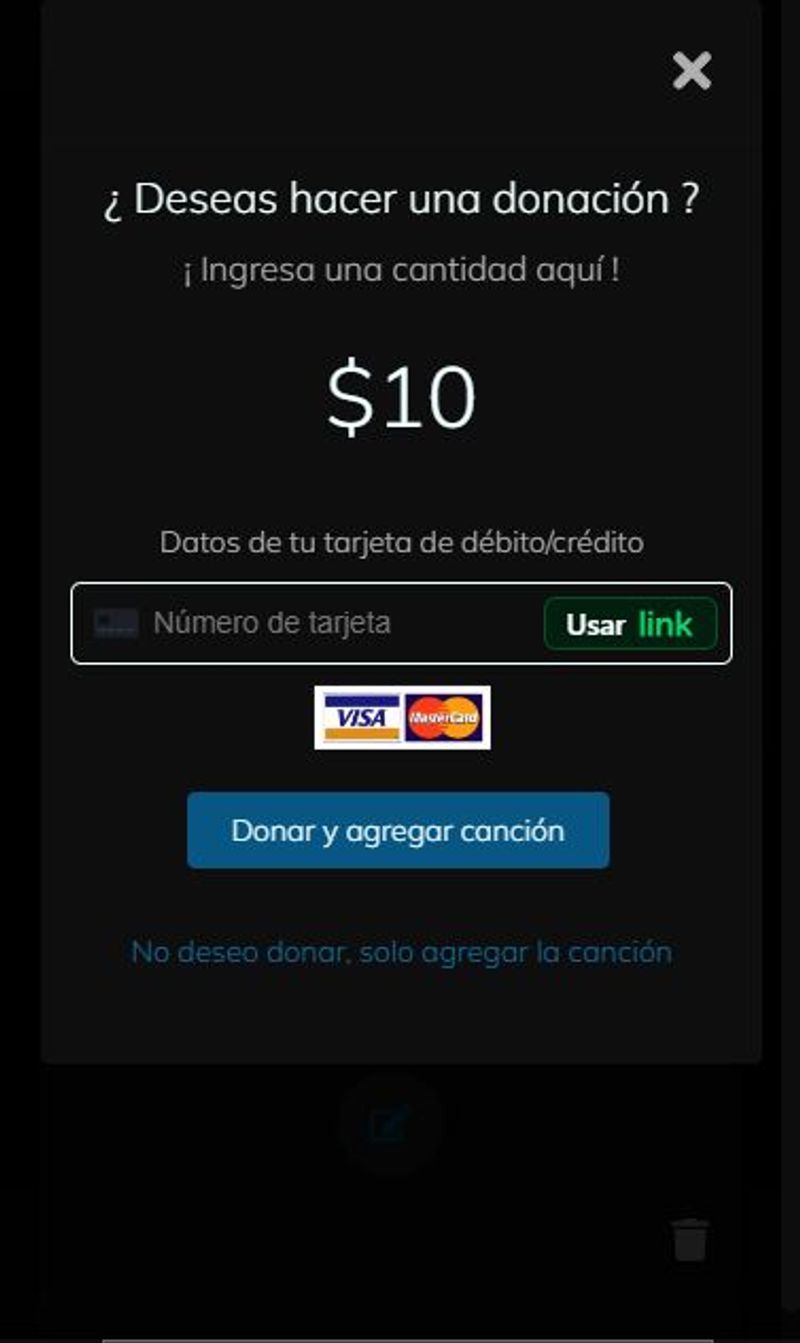 ¿ Deseas hacer una donación ?
¡ Ingresa una cantidad aquí !
$10
Datos de tu tarjeta de débito/crédito
Número de tarjeta
Usar link
VISA MasterCard
Donar y agregar canción
No deseo donar, solo agregar la canción